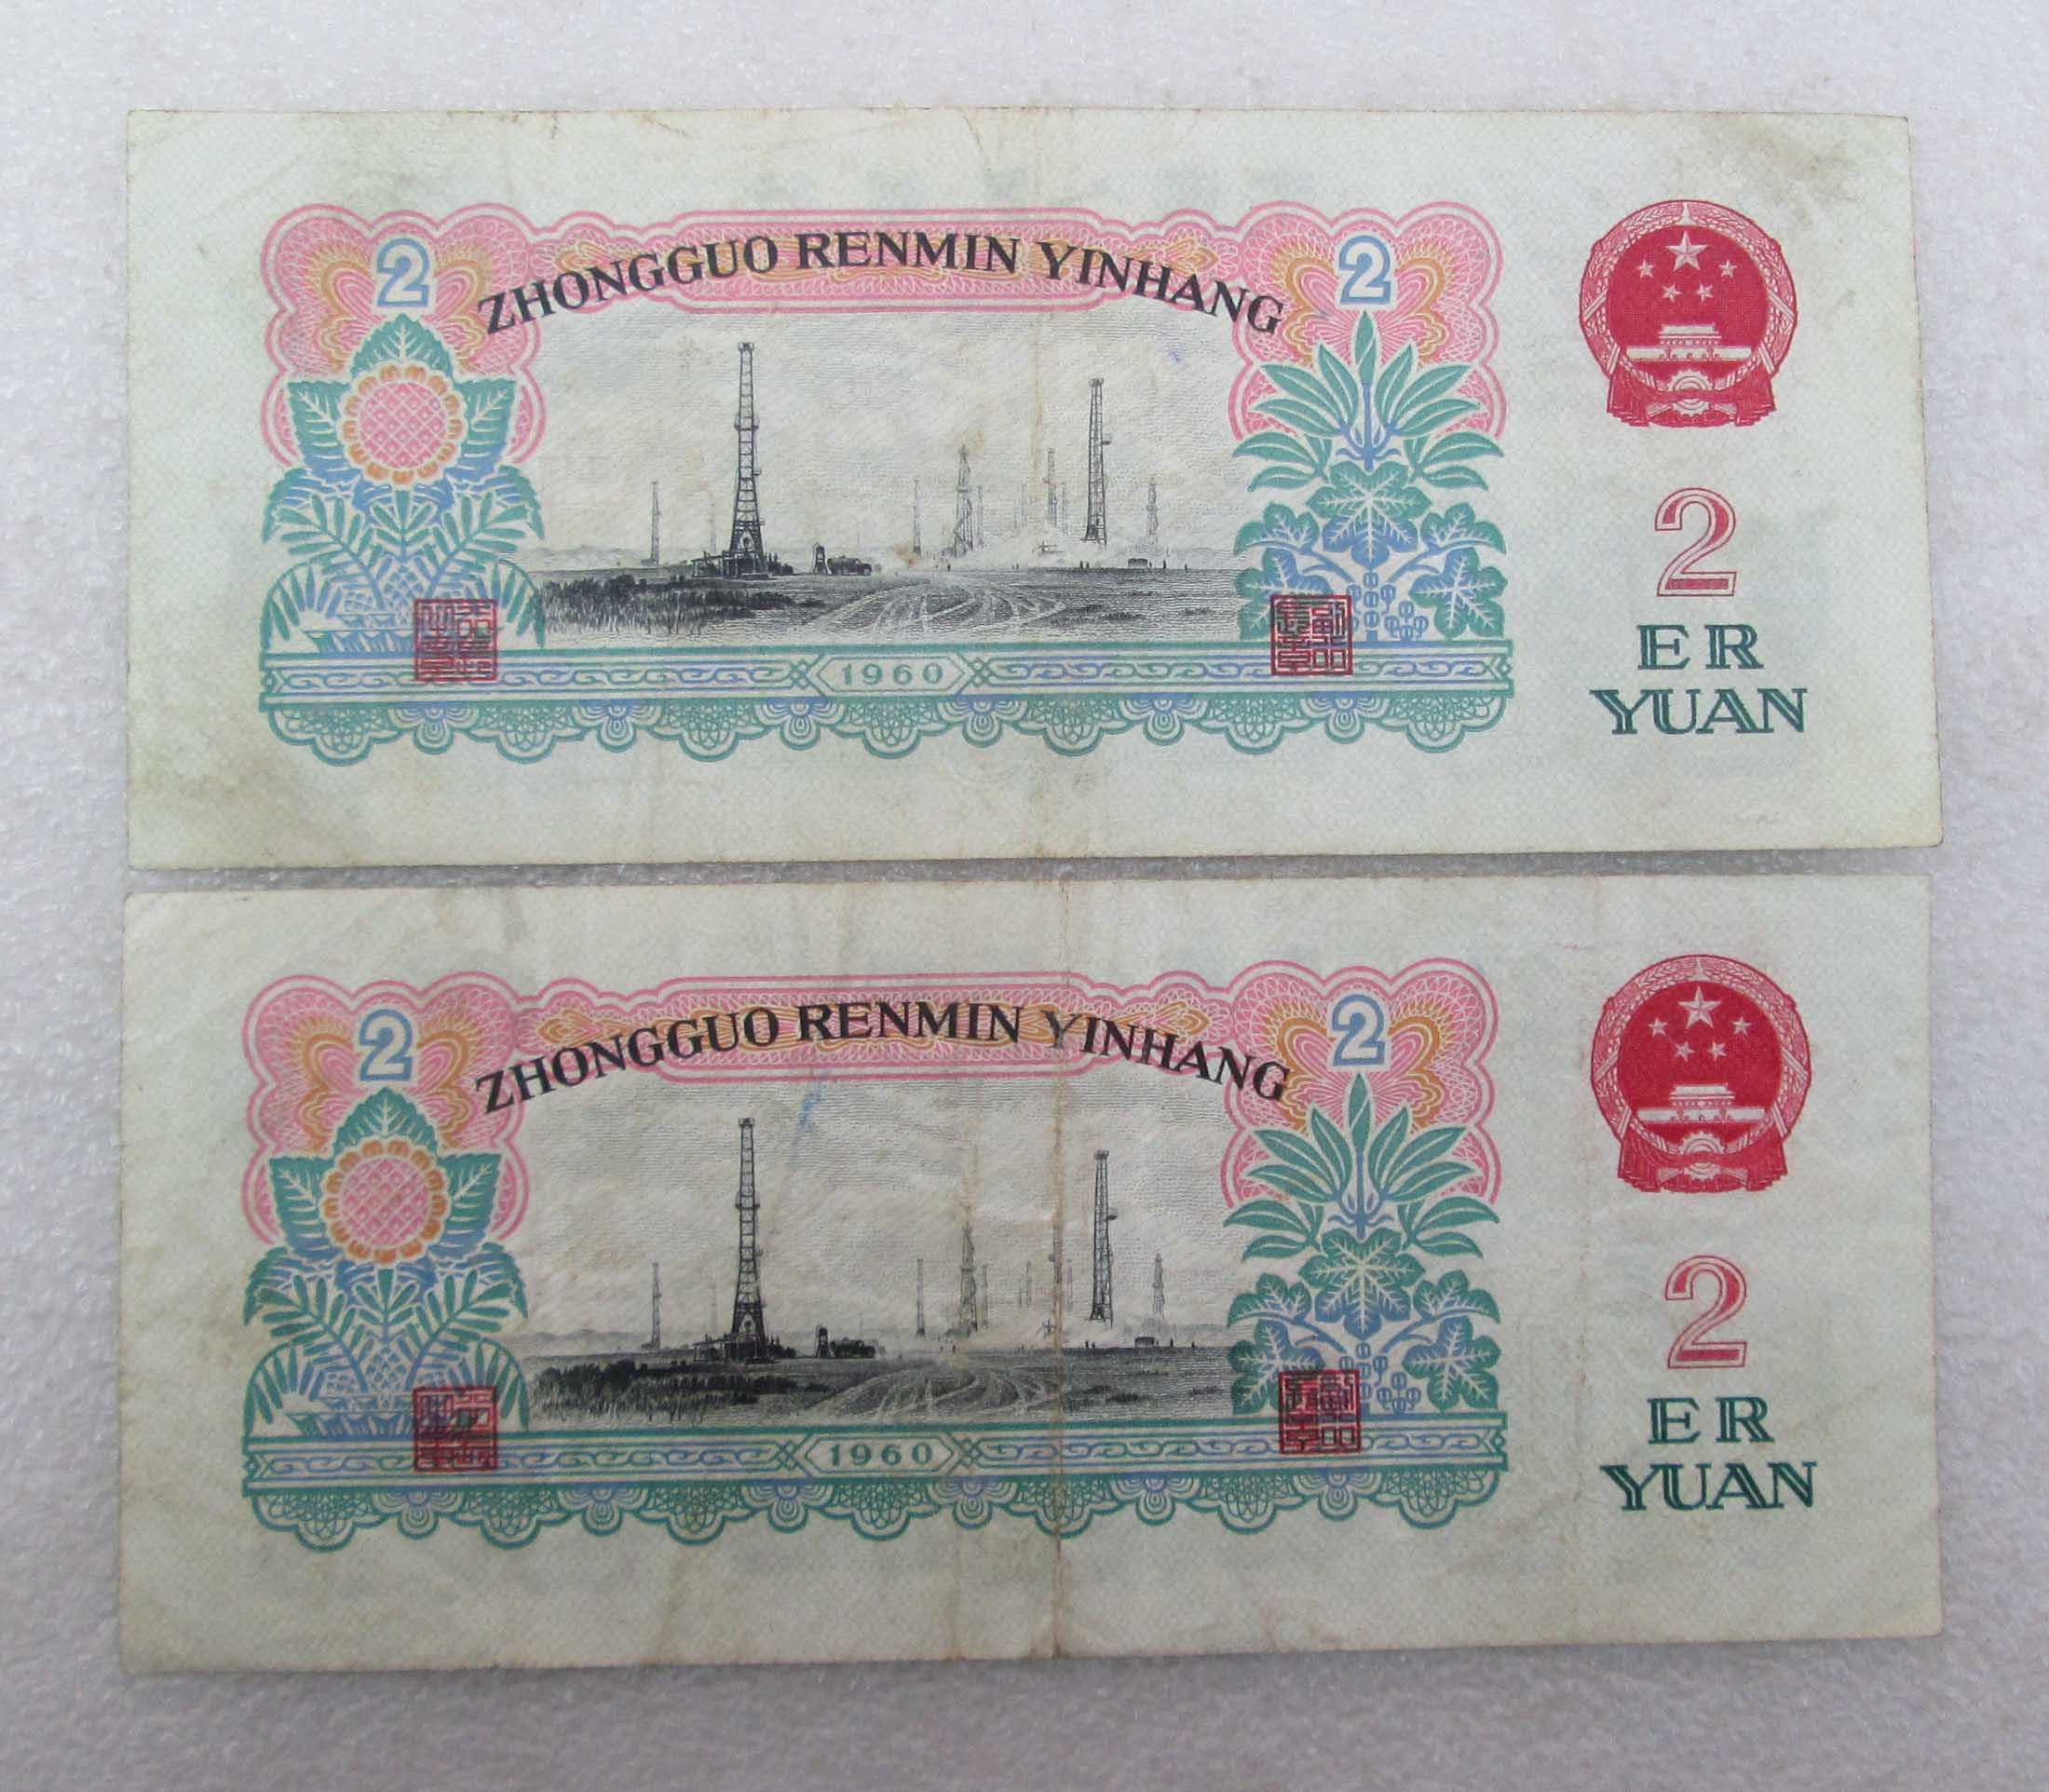 2
ZHONGGUO RENMIN YINHANG
2
1960
2
ER
YUAN
2
ZHONGGUO RENMIN YINHANG
2
1960
2
ER
YUAN